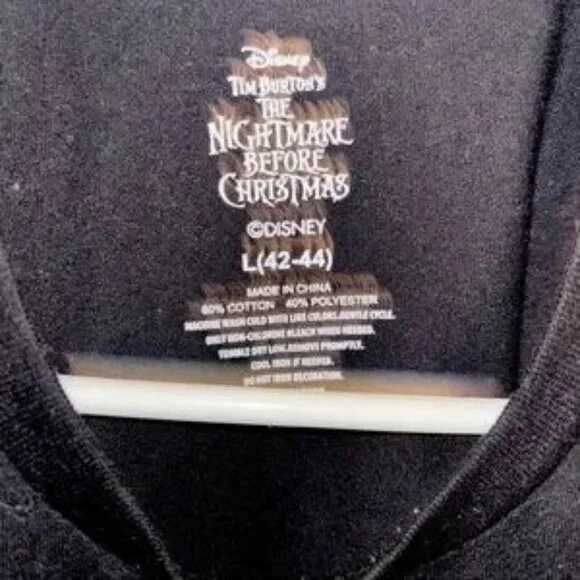 Disney
TIM BURTON'S
THE
NIGHTMARE
BEFORE
CHRISTMAS
©DISNEY
L(42-44)
MADE IN CHINA
60% COTTON 40% POLYESTER
MACHINE WASH COLD WITH LIKE COLORS.GENTLE CYCLE.
ONLY NON-CHLORINE BLEACH WHEN NEEDED.
TUMBLE DRY LOW.REMOVE PROMPTLY.
COOL IRON IF NEEDED.
DO NOT IRON DECORATION.